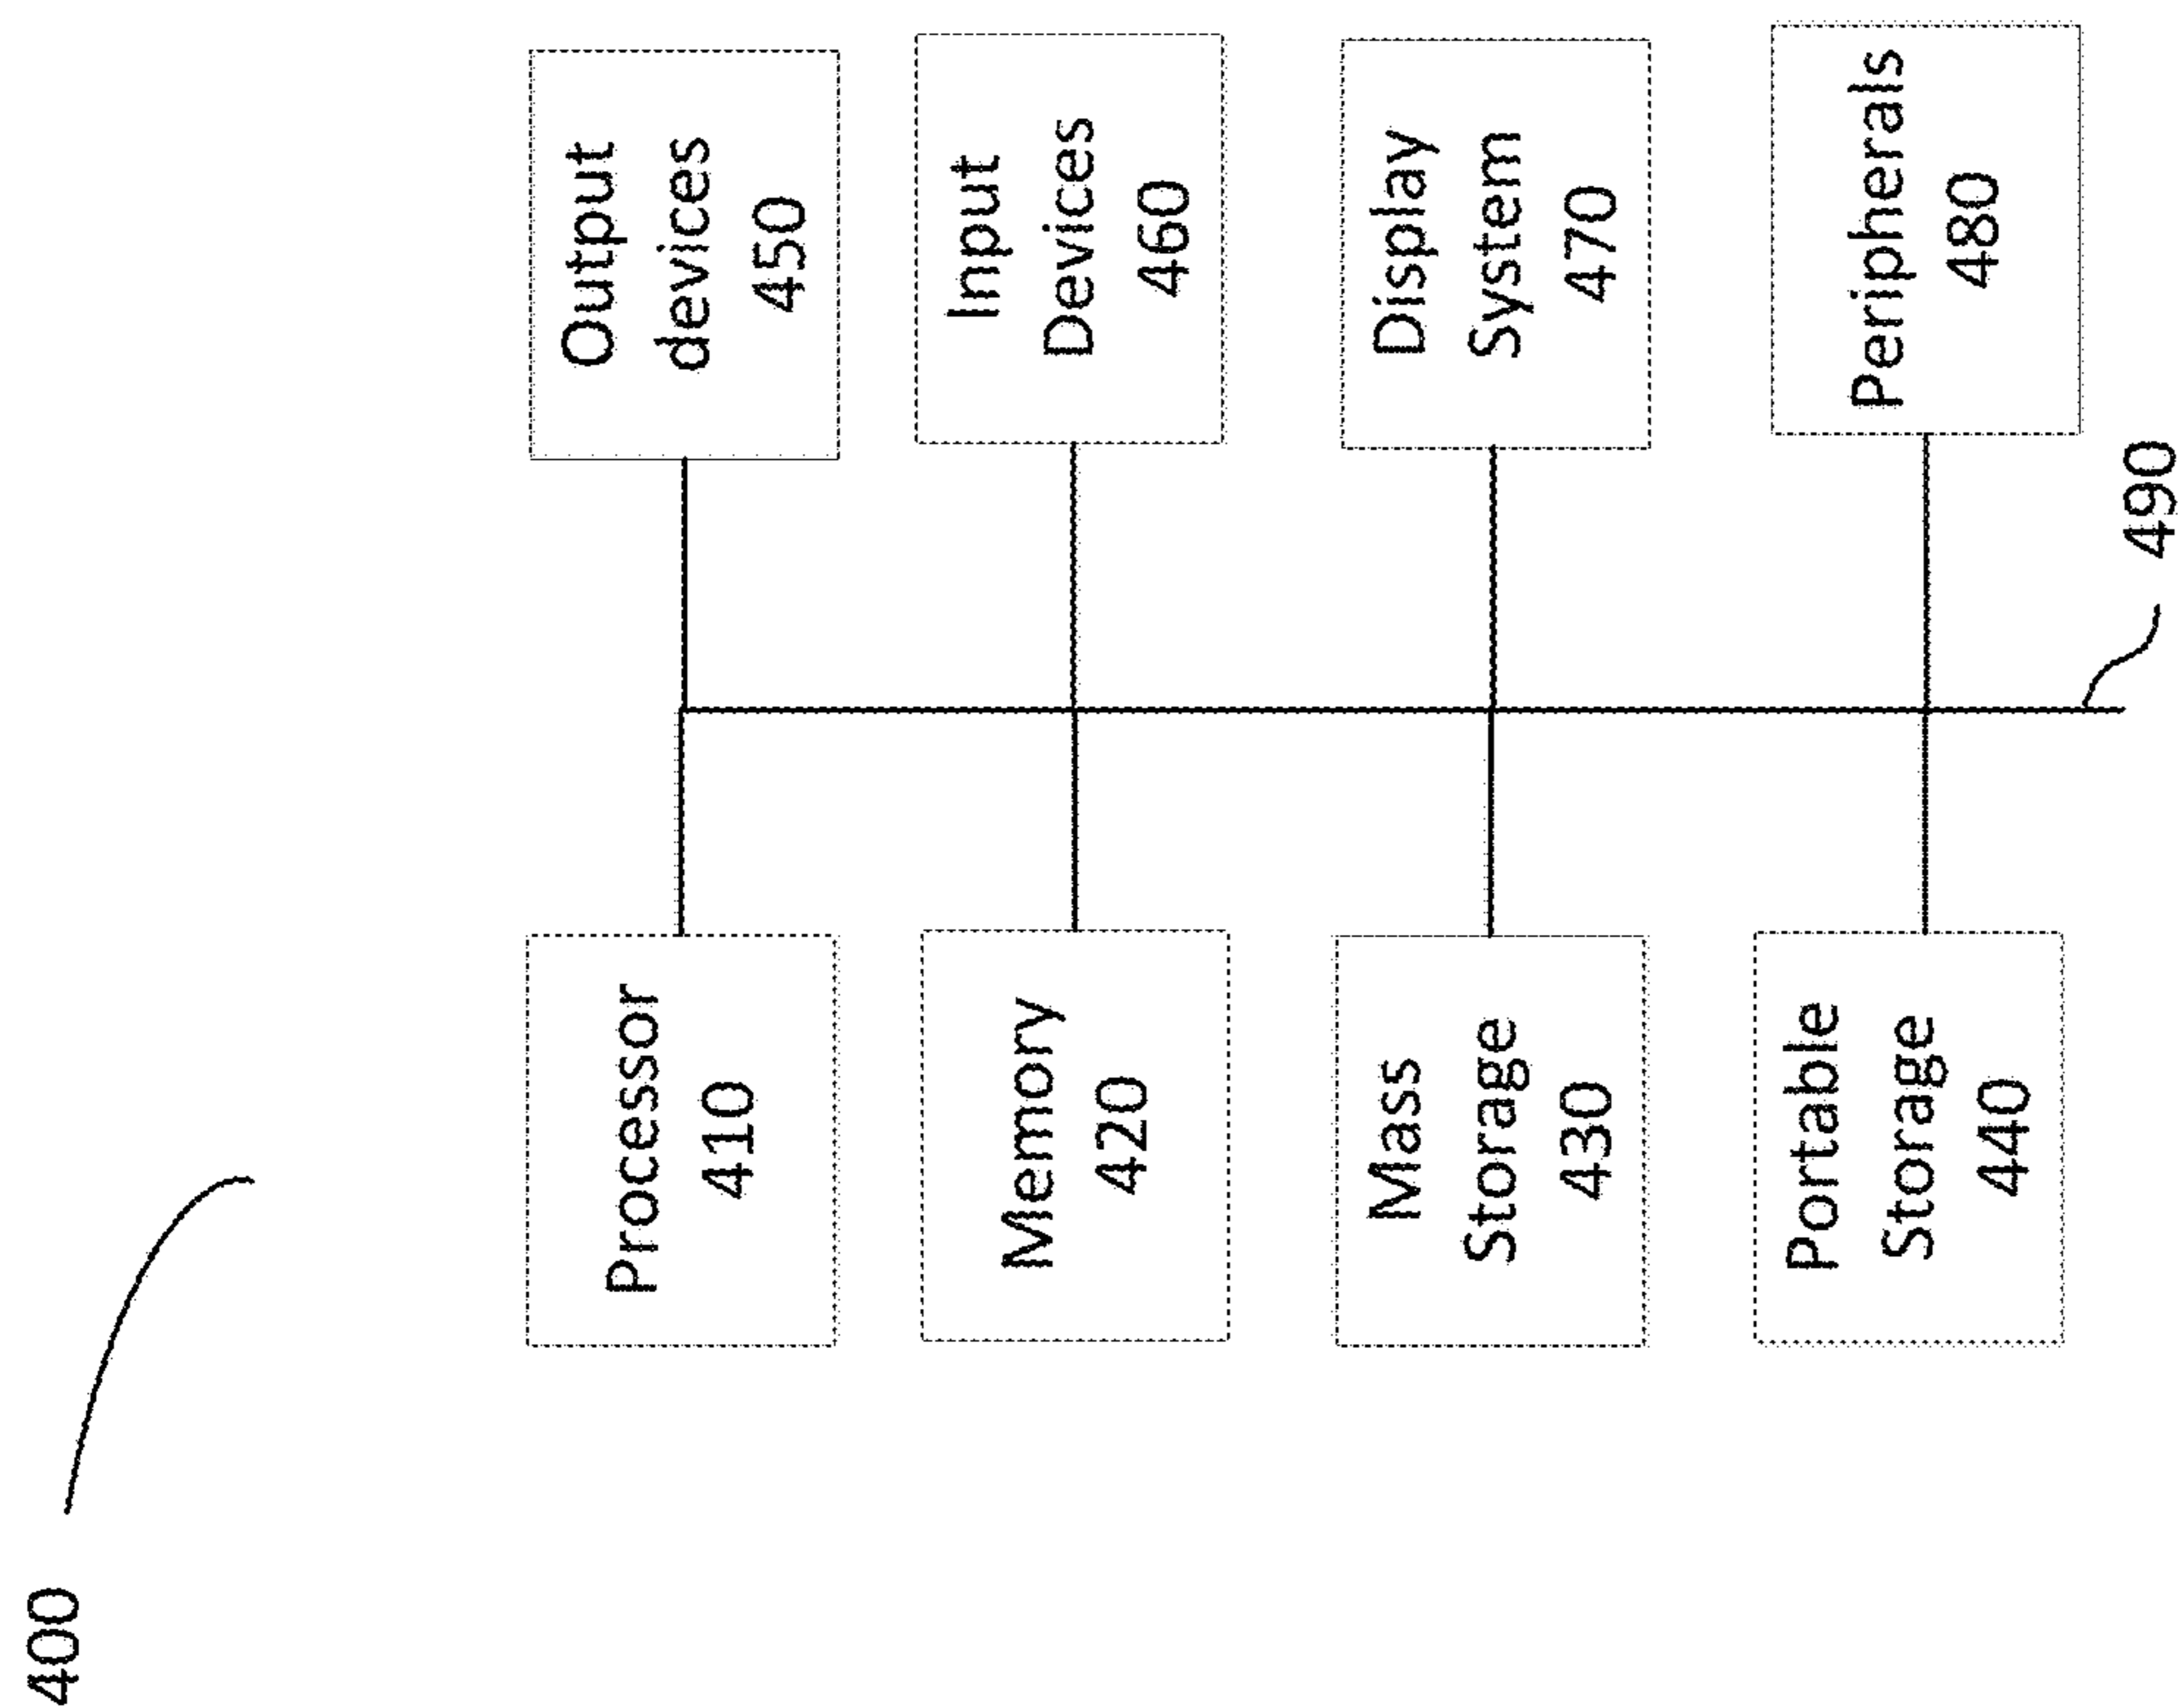 400
Processor
410
Output
devices
450
Memory
420
Input
Devices
460
Mass
Storage
430
Display
System
470
Portable
Storage
440
Peripherals
480
490